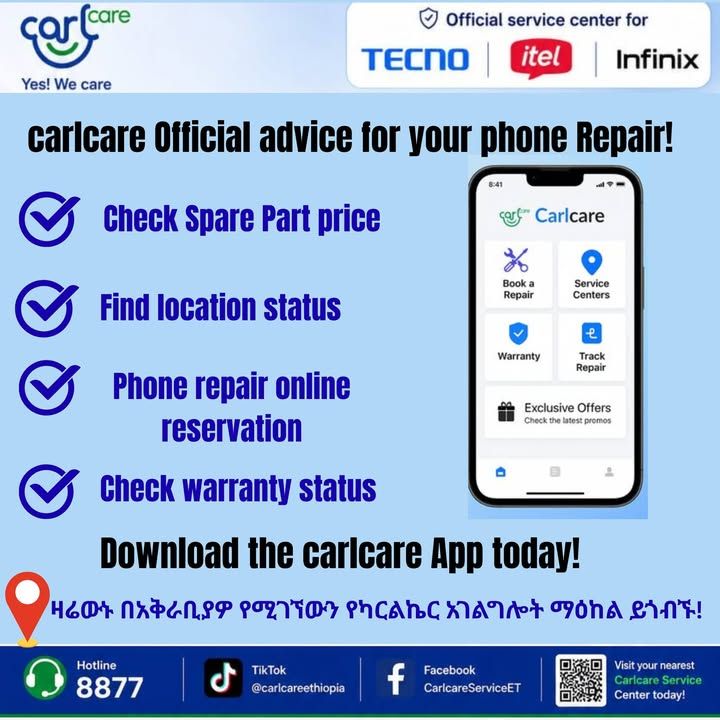 carlcare
Yes! We care
Official service center for
TECNO
itel
Infinix
carlcare Official advice for your phone Repair!
Check Spare Part price
Find location status
Phone repair online
reservation
Check warranty status
8:41
carlcare Carlcare
Book a
Repair
Service
Centers
Warranty
Track
Repair
Exclusive Offers
Check the latest promos
Download the carlcare App today!
ዛሬውኑ በአቅራቢያዎ የሚገኘውን የካርልኬር አገልግሎት ማዕከል ይጎብኙ!
Hotline
8877
TikTok
@carlcareethiopia
Facebook
CarlcareServiceET
Visit your nearest
Carlcare Service
Center today!